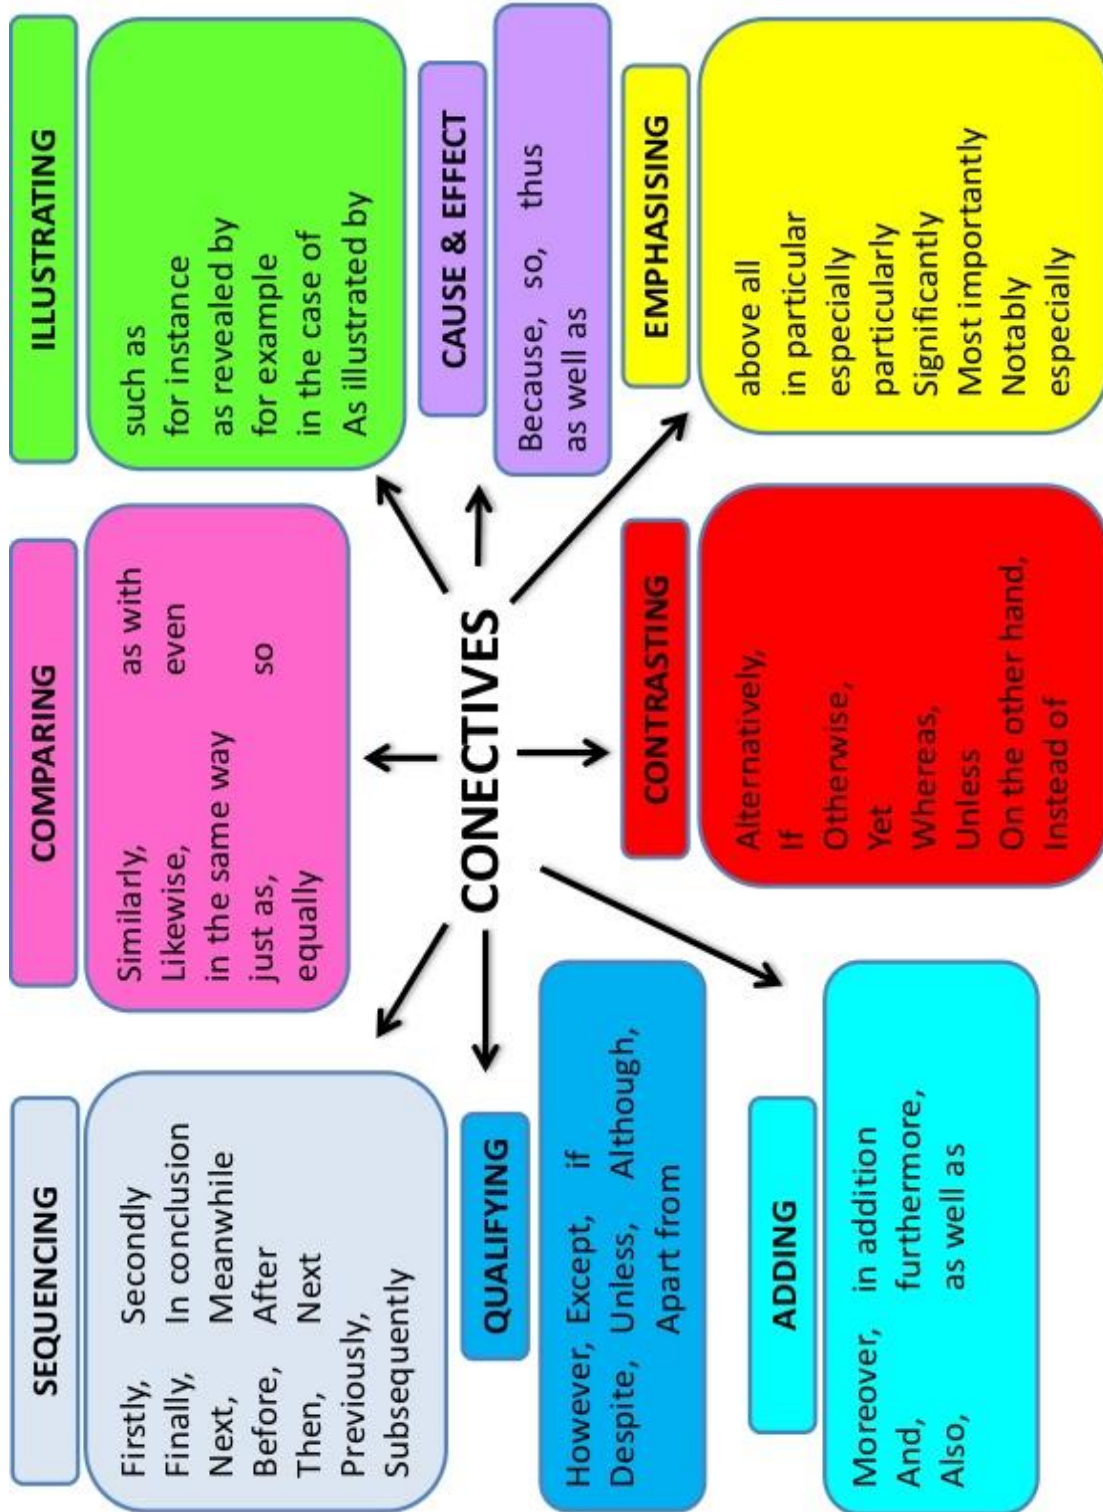 SEQUENCING
Firstly, Secondly
Finally, In conclusion
Next, Meanwhile
Before, After
Then, Next
Previously,
Subsequently
COMPARING
Similarly, as with
Likewise, even
in the same way
just as, so
equally
ILLUSTRATING
such as
for instance
as revealed by
for example
in the case of
As illustrated by
CONECTIVES
QUALIFYING
However, Except, if
Despite, Unless, Although,
Apart from
CAUSE & EFFECT
Because, so, thus
as well as
ADDING
Moreover, in addition
And, furthermore,
Also, as well as
CONTRASTING
Alternatively,
If
Otherwise,
Yet
Whereas,
Unless
On the other hand,
Instead of
EMPHASISING
above all
in particular
especially
particularly
Significantly
Most importantly
Notably
especially